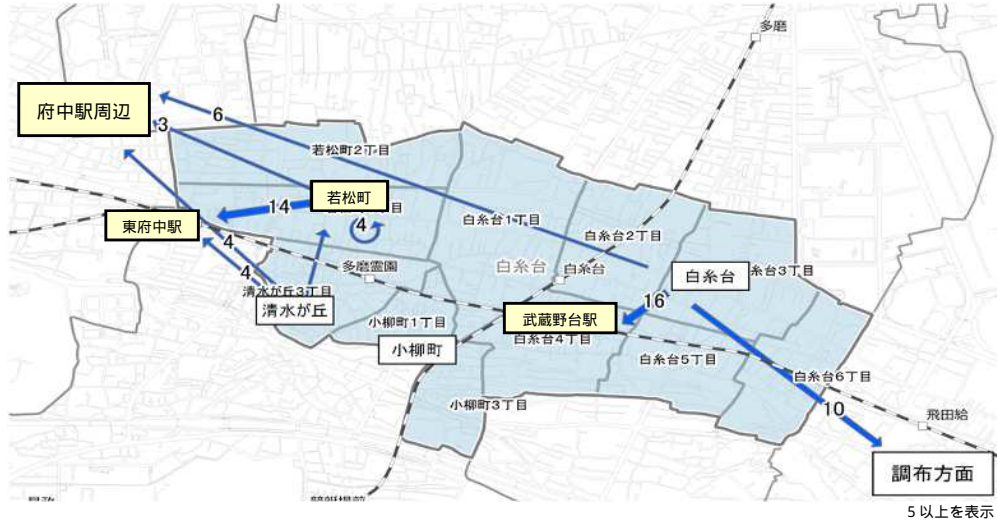 多磨
府中駅周辺
6
3
若松町2丁目
若松町
14
4
東府中駅
4
4
白糸台1丁目
白糸台2丁目
多磨霊園
白糸台
白糸台
白糸台
糸台3丁目
清水が丘3丁目
清水が丘
16
小柳町1丁目
武蔵野台駅
白糸台4丁目
小柳町
白糸台5丁目
白糸台6丁目
小柳町3丁目
10
飛田給
調布方面
競艇場前
5以上を表示